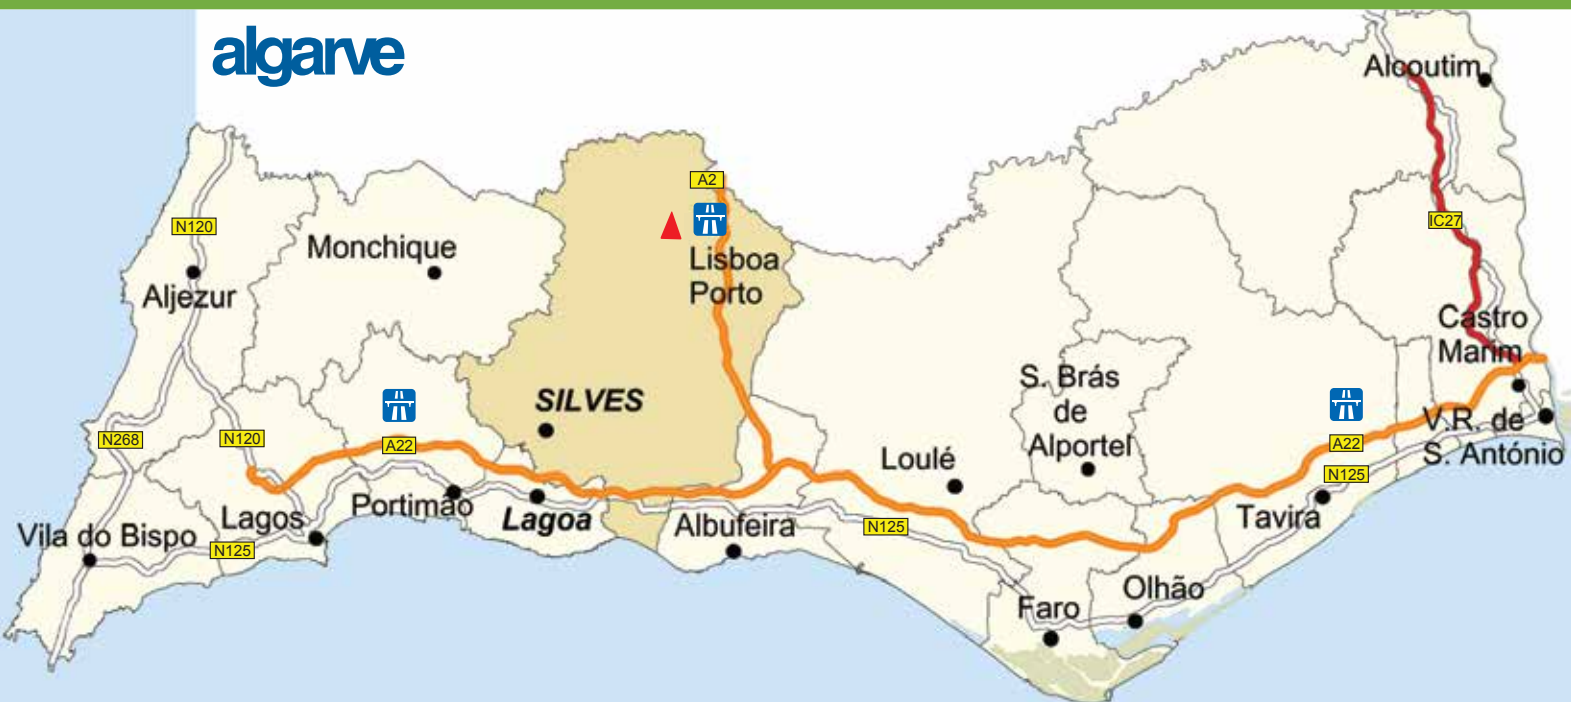 algarve
Alcoutim
A2
N120
IC27
Monchique
Lisboa
Porto
Aljezur
Castro
Marim
S. Brás
de
Alportel
SILVES
N268
N120
A22
Loulé
A22
V.R. de
S. António
N125
Portimão
Lagos
Lagoa
Albufeira
N125
Tavira
Vila do Bispo
N125
Olhão
Faro